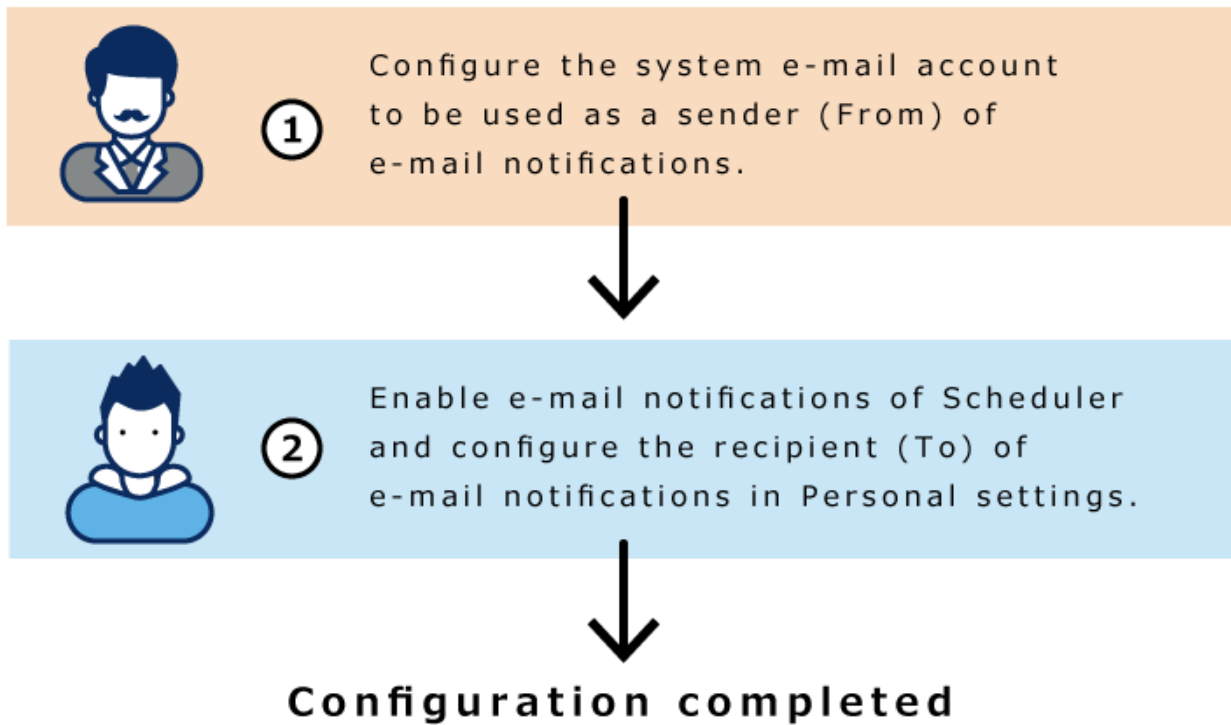 1
Configure the system e-mail account
to be used as a sender (From) of
e-mail notifications.
2
Enable e-mail notifications of Scheduler
and configure the recipient (To) of
e-mail notifications in Personal settings.
Configuration completed